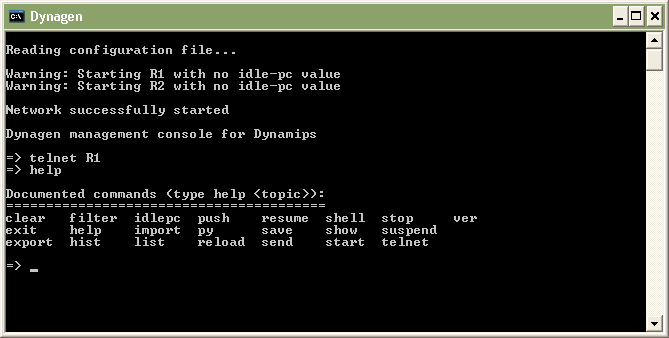 Dynagen
Reading configuration file...
Warning: Starting R1 with no idle-pc value
Warning: Starting R2 with no idle-pc value
Network successfully started
Dynagen management console for Dynamips
=> telnet R1
=> help
Documented commands (type help <topic>):
========================================
clear filter idlepc push resume shell stop ver
exit help import py save show suspend
export hist list reload send start telnet
=> _